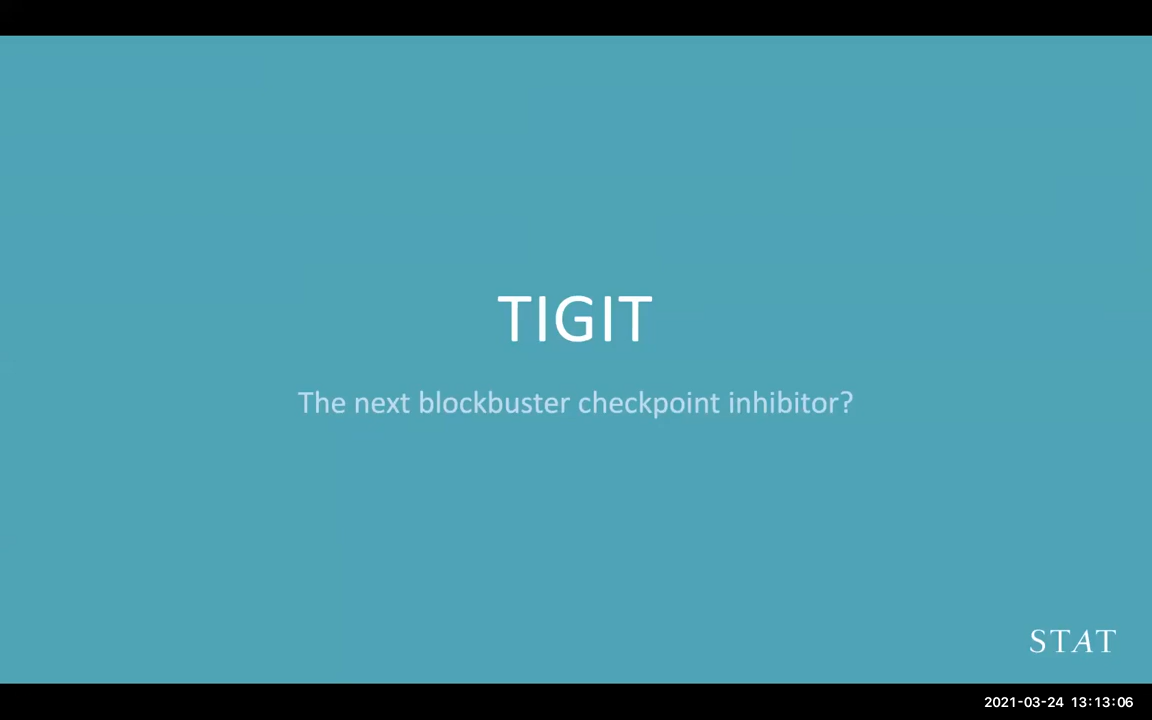 TIGIT
The next blockbuster checkpoint inhibitor?
STAT
2021-03-24 13:13:06